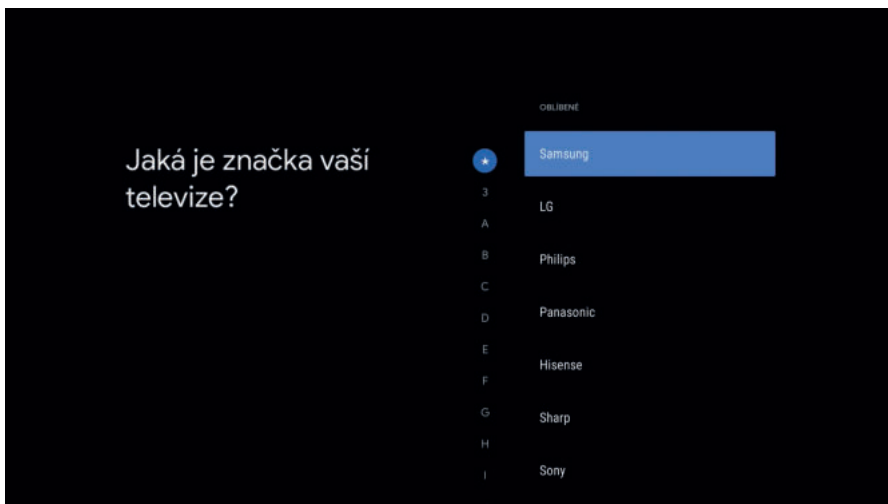 Jaká je značka vaší
televize?
★
3
A
B
C
D
E
F
G
H
I
OBLÍBENÉ
Samsung
LG
Philips
Panasonic
Hisense
Sharp
Sony